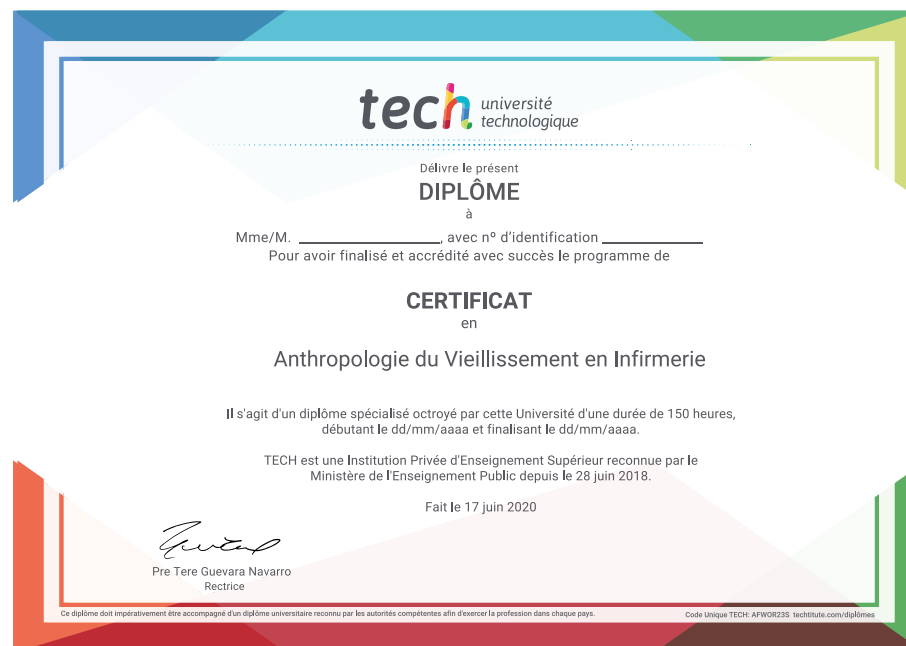 tech université
technologique
Délivre le présent
DIPLÔME
à
Mme/M. ____________________, avec nº d'identification ______________
Pour avoir finalisé et accrédité avec succès le programme de
CERTIFICAT
en
Anthropologie du Vieillissement en Infirmerie
Il s'agit d'un diplôme spécialisé octroyé par cette Université d'une durée de 150 heures,
débutant le dd/mm/aaaa et finalisant le dd/mm/aaaa.
TECH est une Institution Privée d'Enseignement Supérieur reconnue par le
Ministère de l'Enseignement Public depuis le 28 juin 2018.
Fait le 17 juin 2020
Pre Tere Guevara Navarro
Rectrice
Ce diplôme doit impérativement être accompagné d'un diplôme universitaire reconnu par les autorités compétentes afin d'exercer la profession dans chaque pays.
Code Unique TECH: AFWOR23S techtitute.com/diplômes